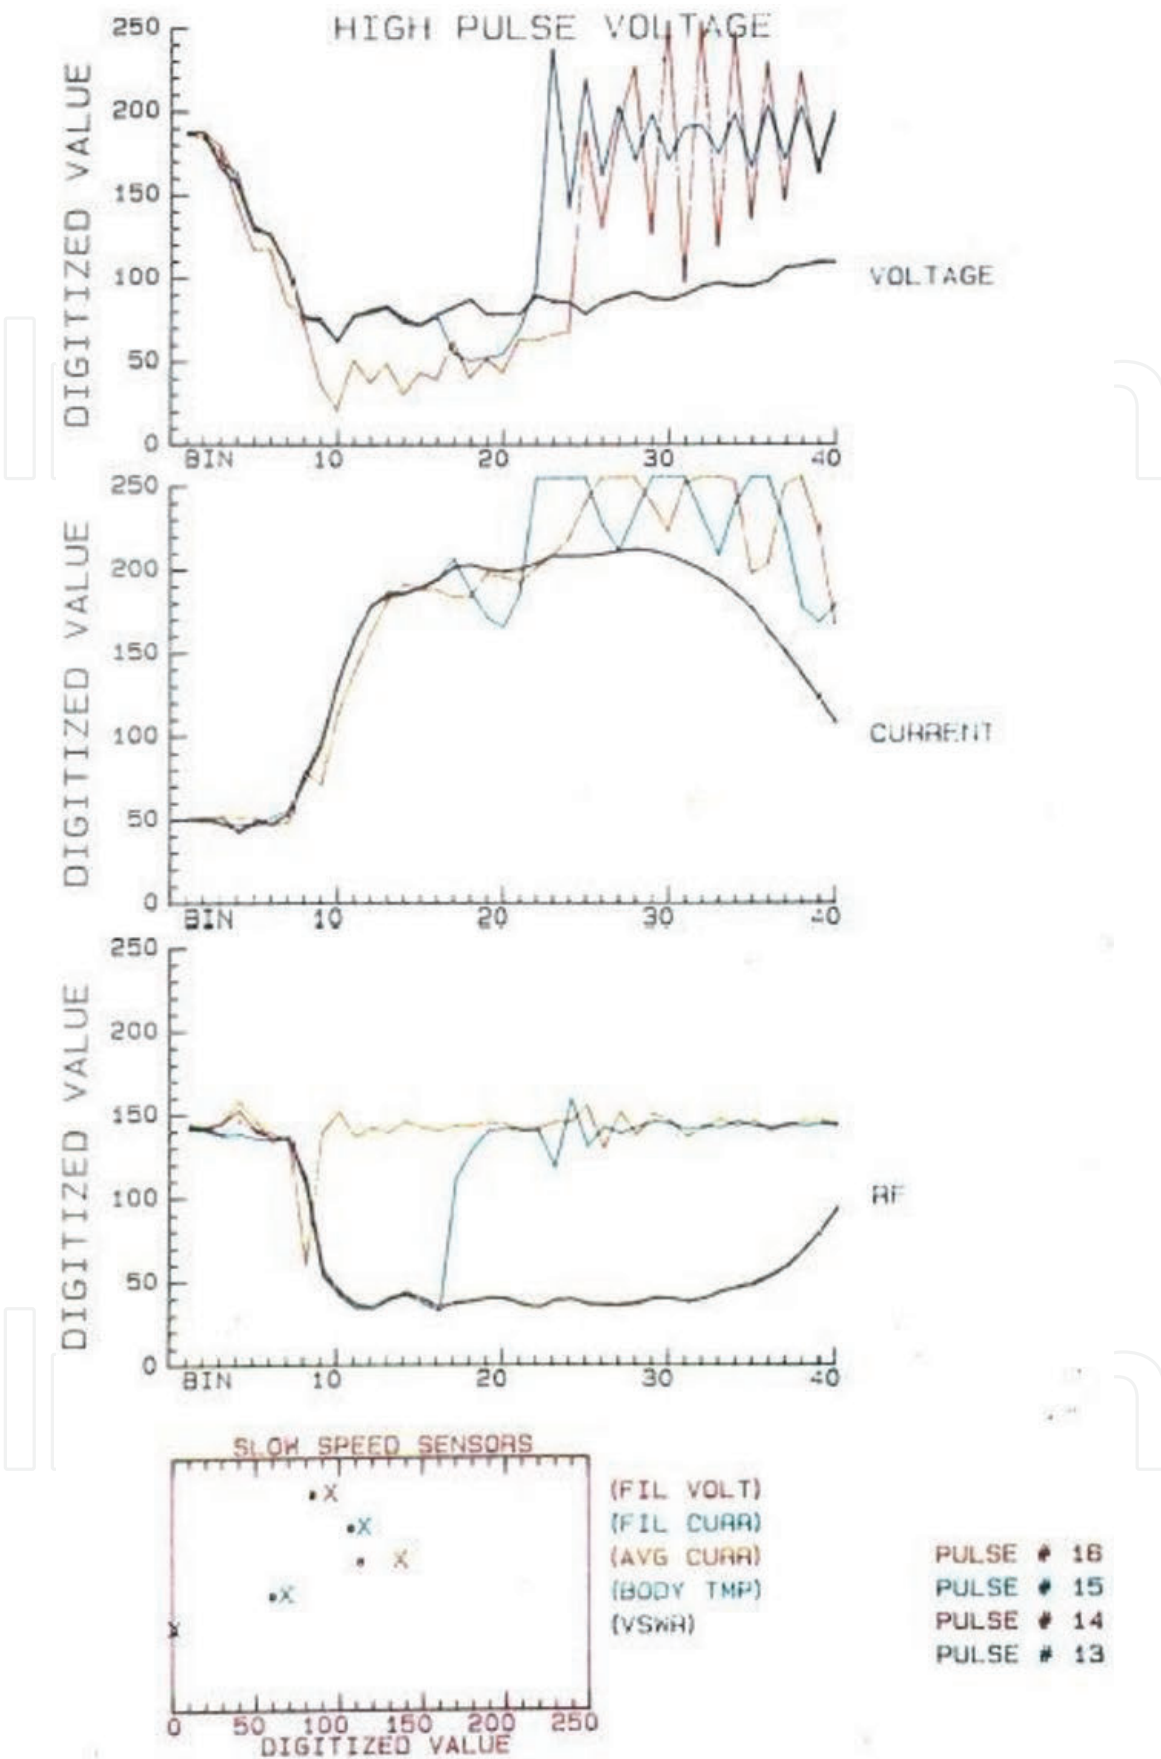 HIGH PULSE VOLTAGE
250
200
150
100
50
0
DIGITIZED VALUE
BIN 10 20 30 40
VOLTAGE
250
200
150
100
50
0
DIGITIZED VALUE
BIN 10 20 30 40
CURRENT
250
200
150
100
50
0
DIGITIZED VALUE
BIN 10 20 30 40
RF
SLOW SPEED SENSORS
X
X
X
X
X
0 50 100 150 200 250
DIGITIZED VALUE
(FIL VOLT)
(FIL CURR)
(AVG CURR)
(BODY TMP)
(VSWR)
PULSE # 16
PULSE # 15
PULSE # 14
PULSE # 13